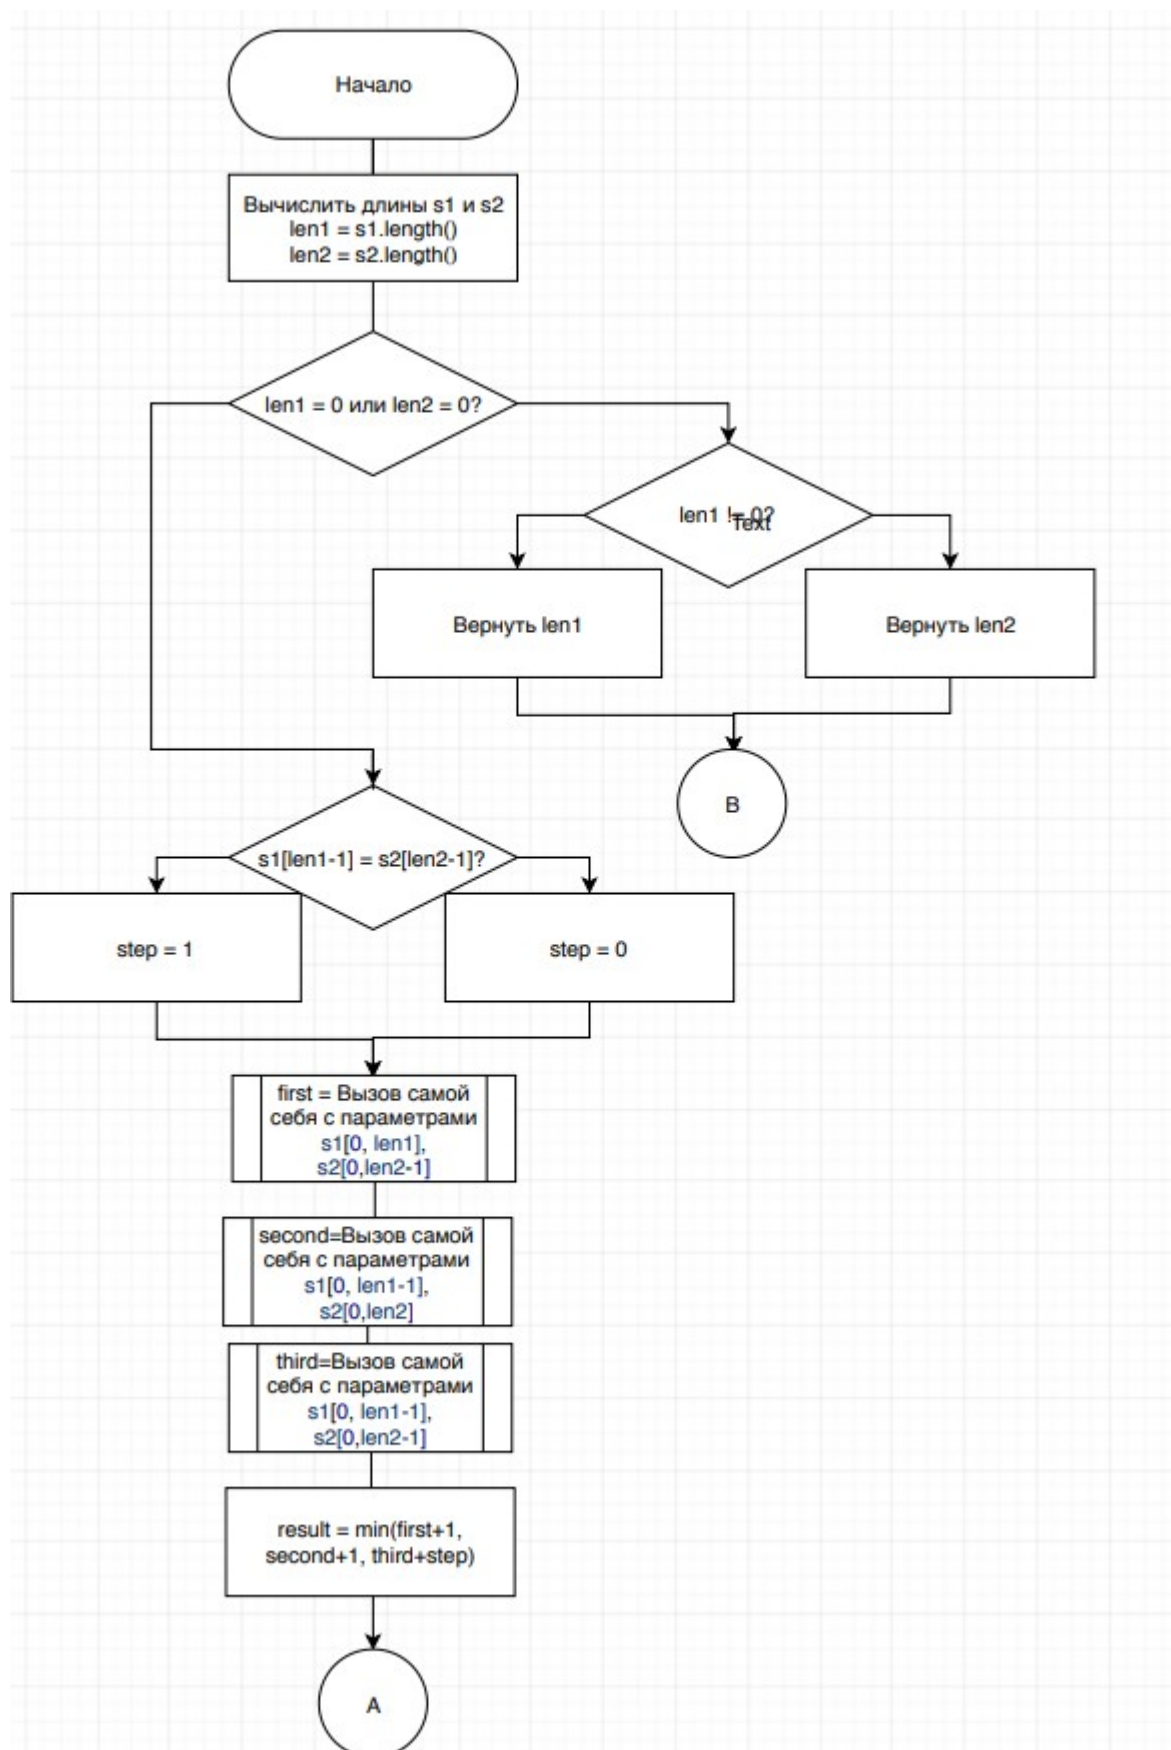 Начало
Вычислить длины s1 и s2
len1 = s1.length()
len2 = s2.length()
len1 = 0 или len2 = 0?
len1 != 0?
Text
Вернуть len1
Вернуть len2
B
s1[len1-1] = s2[len2-1]?
step = 1
step = 0
first = Вызов самой
себя с параметрами
s1[0, len1],
s2[0,len2-1]
second=Вызов самой
себя с параметрами
s1[0, len1-1],
s2[0,len2]
third=Вызов самой
себя с параметрами
s1[0, len1-1],
s2[0,len2-1]
result = min(first+1,
second+1, third+step)
A